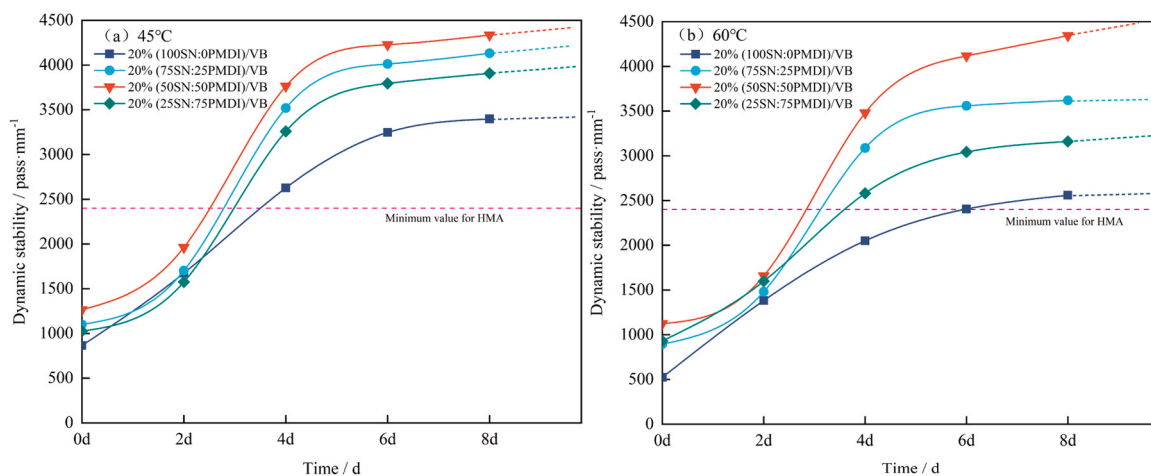 (a) 45℃
20% (100SN:0PMDI)/VB
20% (75SN:25PMDI)/VB
20% (50SN:50PMDI)/VB
20% (25SN:75PMDI)/VB
Minimum value for HMA
4500
4000
3500
3000
2500
2000
1500
1000
500
0
0d 2d 4d 6d 8d
Time / d
Dynamic stability / pass·mm⁻¹
(b) 60℃
20% (100SN:0PMDI)/VB
20% (75SN:25PMDI)/VB
20% (50SN:50PMDI)/VB
20% (25SN:75PMDI)/VB
Minimum value for HMA
4500
4000
3500
3000
2500
2000
1500
1000
500
0
0d 2d 4d 6d 8d
Time / d
Dynamic stability / pass·mm⁻¹